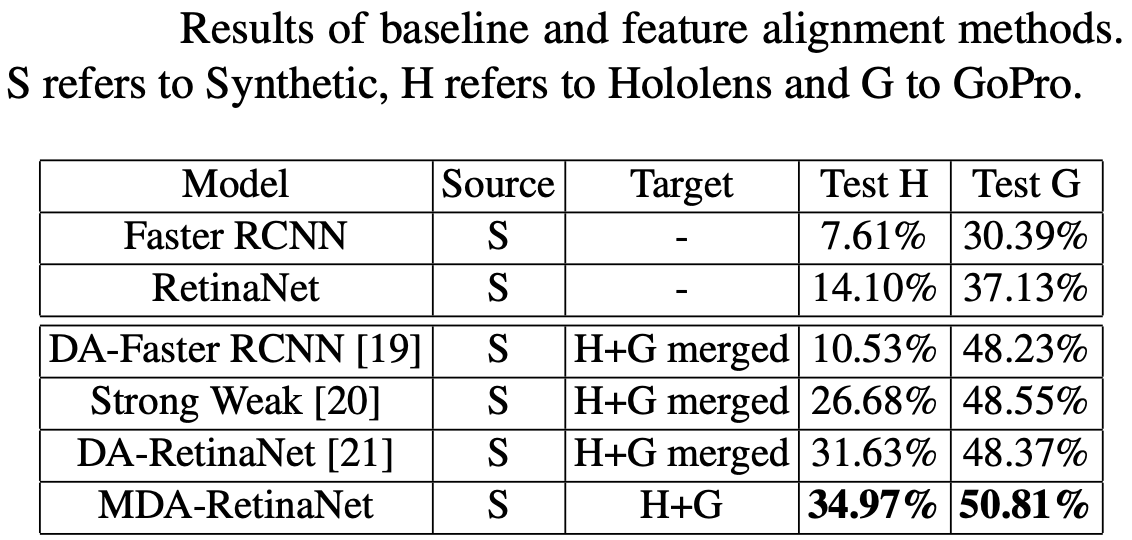 Results of baseline and feature alignment methods.
S refers to Synthetic, H refers to Hololens and G to GoPro.
Model Source Target Test H Test G
Faster RCNN S - 7.61% 30.39%
RetinaNet S - 14.10% 37.13%
DA-Faster RCNN [19] S H+G merged 10.53% 48.23%
Strong Weak [20] S H+G merged 26.68% 48.55%
DA-RetinaNet [21] S H+G merged 31.63% 48.37%
MDA-RetinaNet S H+G 34.97% 50.81%